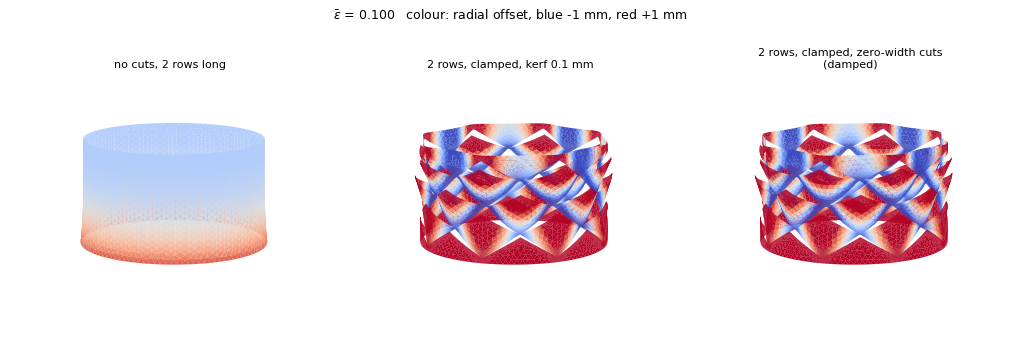 ε̄ = 0.100   colour: radial offset, blue -1 mm, red +1 mm
no cuts, 2 rows long
2 rows, clamped, kerf 0.1 mm
2 rows, clamped, zero-width cuts
(damped)